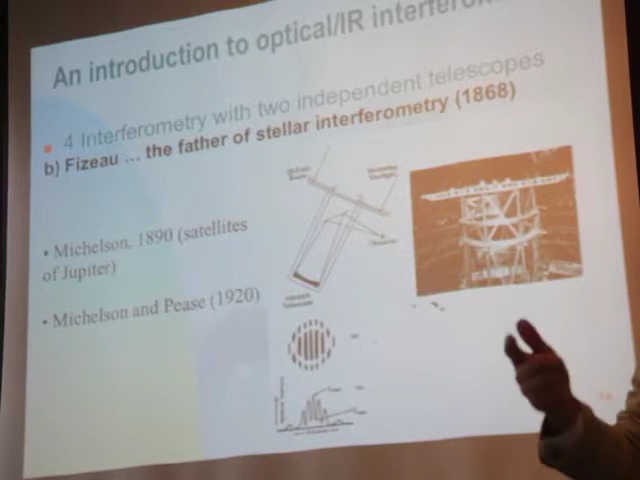 An introduction to optical/IR
4 Interferometry with two independent telescopes
b) Fizeau ... the father of stellar interferometry (1868)
• Michelson, 1890 (satellites
of Jupiter)
• Michelson and Pease (1920)